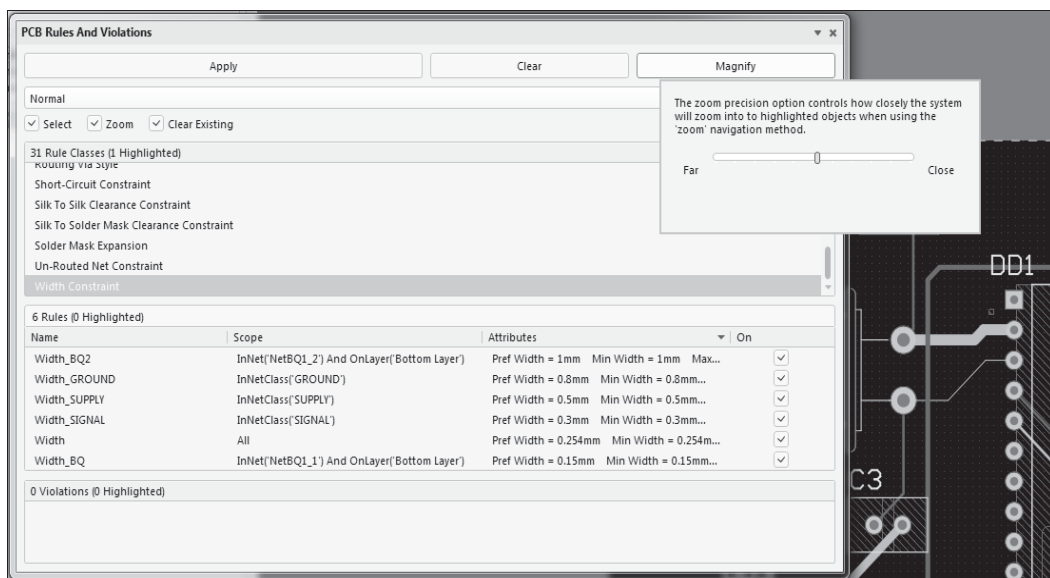 PCB Rules And Violations
Apply Clear Magnify
Normal
Select Zoom Clear Existing
The zoom precision option controls how closely the system
will zoom into to highlighted objects when using the
'zoom' navigation method.
Far Close
31 Rule Classes (1 Highlighted)
Routing Via Style
Short-Circuit Constraint
Silk To Silk Clearance Constraint
Silk To Solder Mask Clearance Constraint
Solder Mask Expansion
Un-Routed Net Constraint
Width Constraint
6 Rules (0 Highlighted)
Name Scope Attributes On
Width_BQ2 InNet('NetBQ1_2') And OnLayer('Bottom Layer') Pref Width = 1mm Min Width = 1mm Max...
Width_GROUND InNetClass('GROUND') Pref Width = 0.8mm Min Width = 0.8mm...
Width_SUPPLY InNetClass('SUPPLY') Pref Width = 0.5mm Min Width = 0.5mm...
Width_SIGNAL InNetClass('SIGNAL') Pref Width = 0.3mm Min Width = 0.3mm...
Width All Pref Width = 0.254mm Min Width = 0.254m...
Width_BQ InNet('NetBQ1_1') And OnLayer('Bottom Layer') Pref Width = 0.15mm Min Width = 0.15mm...
0 Violations (0 Highlighted)
DD1
C3